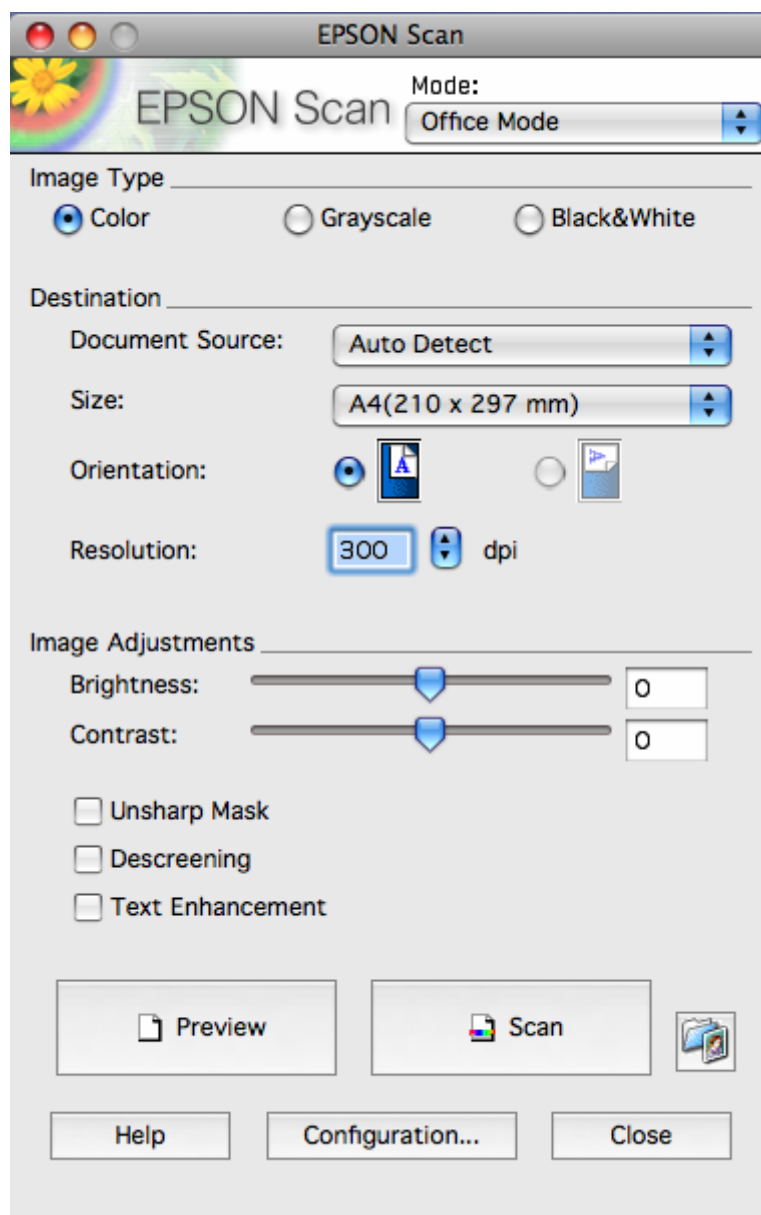 EPSON Scan
EPSON Scan
Mode:
Office Mode
Image Type
Color Grayscale Black&White
Destination
Document Source: Auto Detect
Size: A4(210 x 297 mm)
Orientation: A A
Resolution: 300 dpi
Image Adjustments
Brightness: 0
Contrast: 0
Unsharp Mask
Descreening
Text Enhancement
Preview Scan
Help Configuration... Close